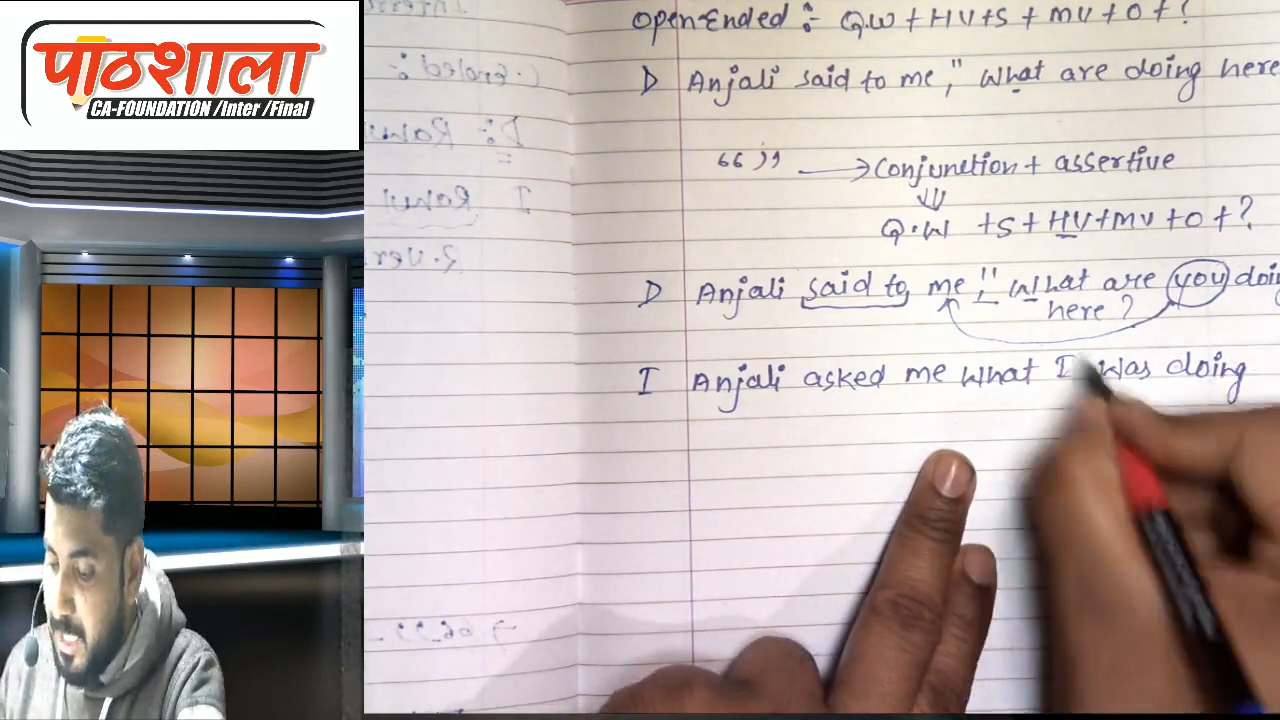 पाठशाला
CA-FOUNDATION /Inter /Final
Open-Ended :- Q.W + HV + S + MV + O + ?
D Anjali said to me, " What are doing here
“ ” → Conjunction + assertive
Q.W + S + HV + MV + O + ?
D Anjali said to me ," What are you doing
here ?
I Anjali asked me what I was doing